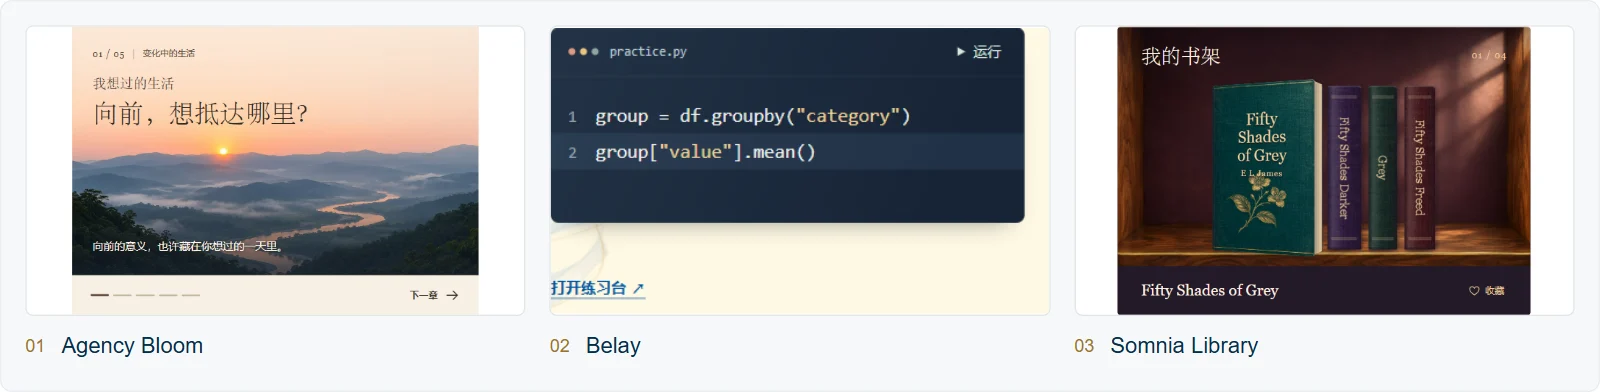 01 / 05 | 变化中的生活
我想过的生活
向前，想抵达哪里？
向前的意义，也许藏在你想过的一天里。
下一章 →
01 Agency Bloom
practice.py
▶ 运行
1 group = df.groupby("category")
2 group["value"].mean()
打开练习台 ↗
02 Belay
我的书架
01 / 04
Fifty
Shades
of Grey
E L James
Fifty Shades Darker
Grey
Fifty Shades Freed
Fifty Shades of Grey
♡ 收藏
03 Somnia Library